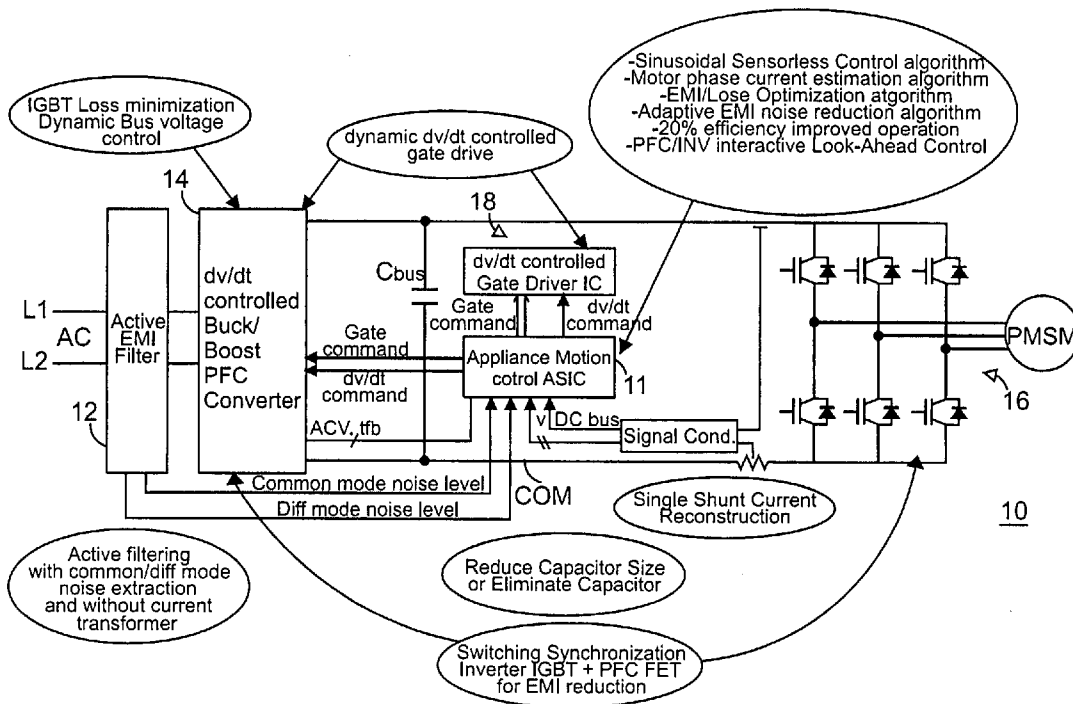 IGBT Loss minimization
Dynamic Bus voltage
control
dynamic dv/dt controlled
gate drive
-Sinusoidal Sensorless Control algorithm
-Motor phase current estimation algorithm
-EMI/Lose Optimization atgorithm
-Adaptive EMI noise reduction algorithm
-20% efficiency improved operation
-PFC/INV interactive Look-Ahead Control
14
18
L1
AC
L2
Active
EMI
Filter
12
dv/dt
controlled
Buck/
Boost
PFC
Converter
Cbus
dv/dt controlled
Gate Driver IC
Gate
command
dv/dt
command
Gate
command
dv/dt
command
Appliance Motion
cotrol ASIC
11
ACV. tfb
v
DC bus
Signal Cond.
PMSM
16
Common mode noise level
Diff mode noise level
COM
Single Shunt Current
Reconstruction
10
Active filtering
with common/diff mode
noise extraction
and without current
transformer
Reduce Capacitor Size
or Eliminate Capacitor
Switching Synchronization
Inverter IGBT + PFC FET
for EMI reduction